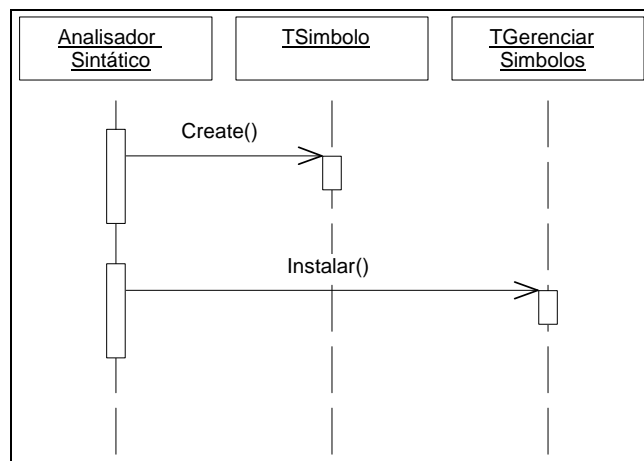 Analisador
Sintático
TSimbolo
TGerenciar
Simbolos
Create()
Instalar()